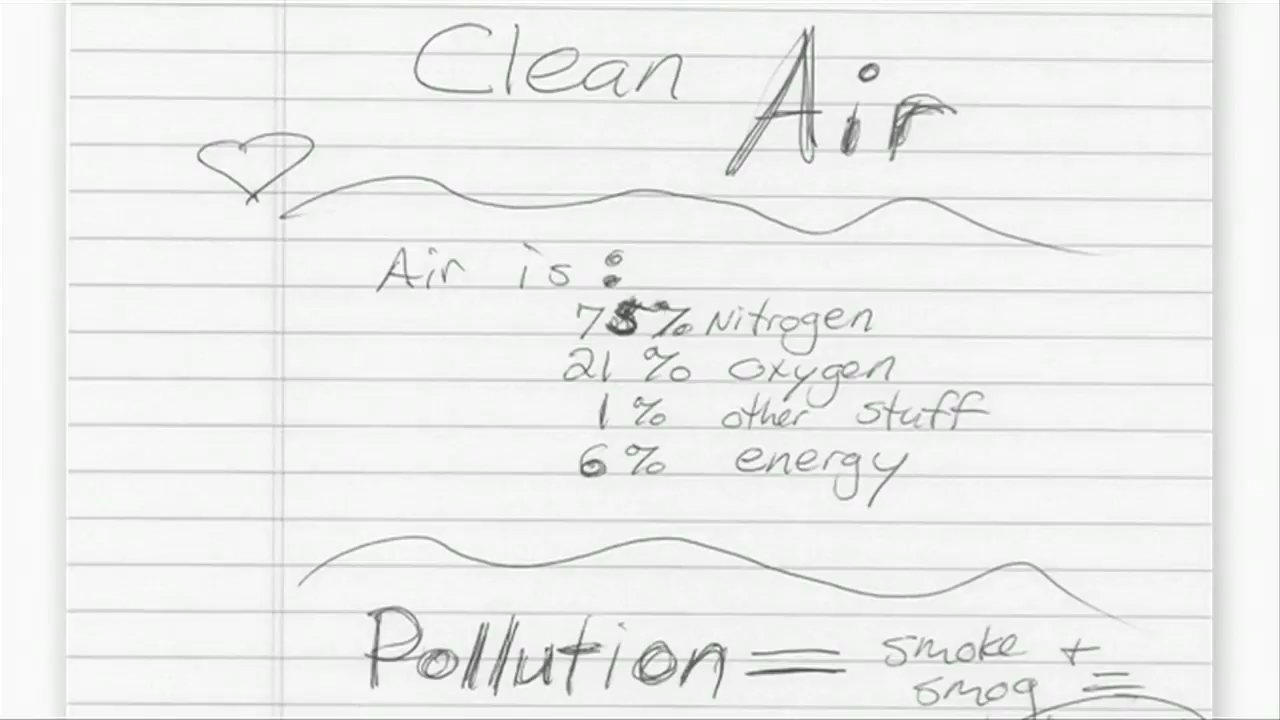 Clean Air
Air is:
75% Nitrogen
21% oxygen
1% other stuff
6% energy
Pollution = smoke +
smog =